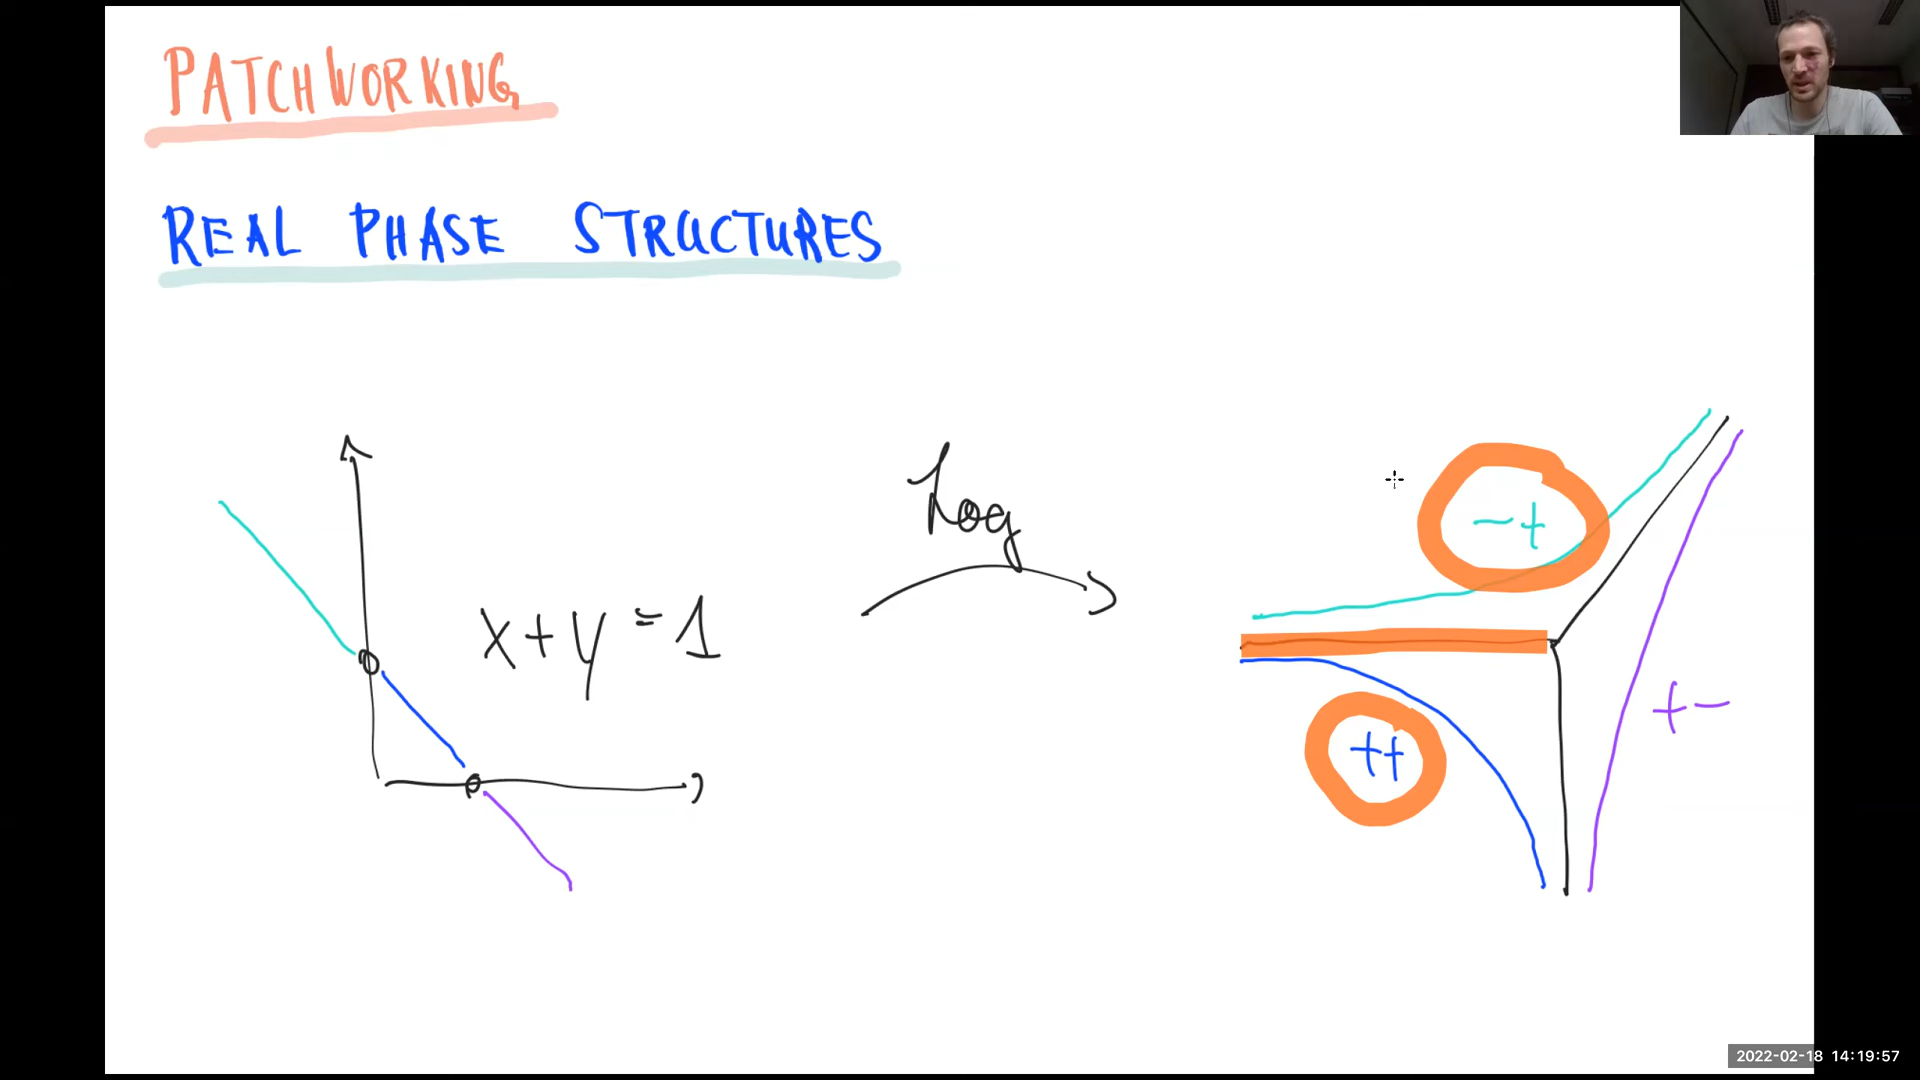 PATCHWORKING
REAL PHASE STRUCTURES
x+y=1
Log
-+
++
+-
2022-02-18 14:19:57